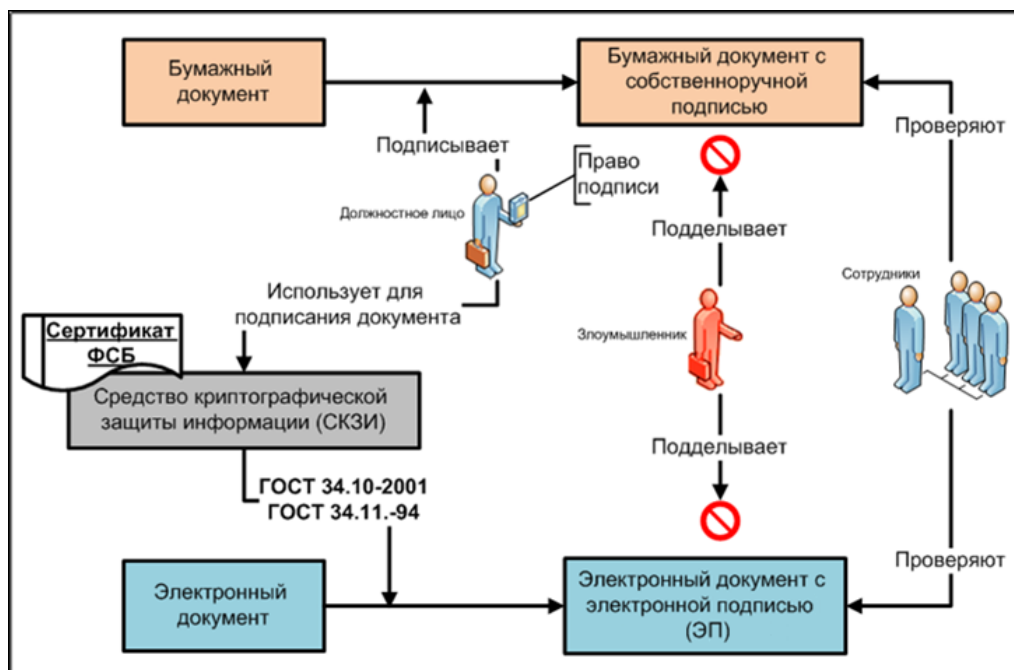 Бумажный
документ
Бумажный документ с
собственноручной
подписью
Подписывает
Право
подписи
Проверяют
Должностное лицо
Подделывает
Использует для
подписания документа
Сотрудники
Сертификат
ФСБ
Злоумышленник
Средство криптографической
защиты информации (СКЗИ)
Подделывает
ГОСТ 34.10-2001
ГОСТ 34.11.-94
Проверяют
Электронный
документ
Электронный документ с
электронной подписью
(ЭП)